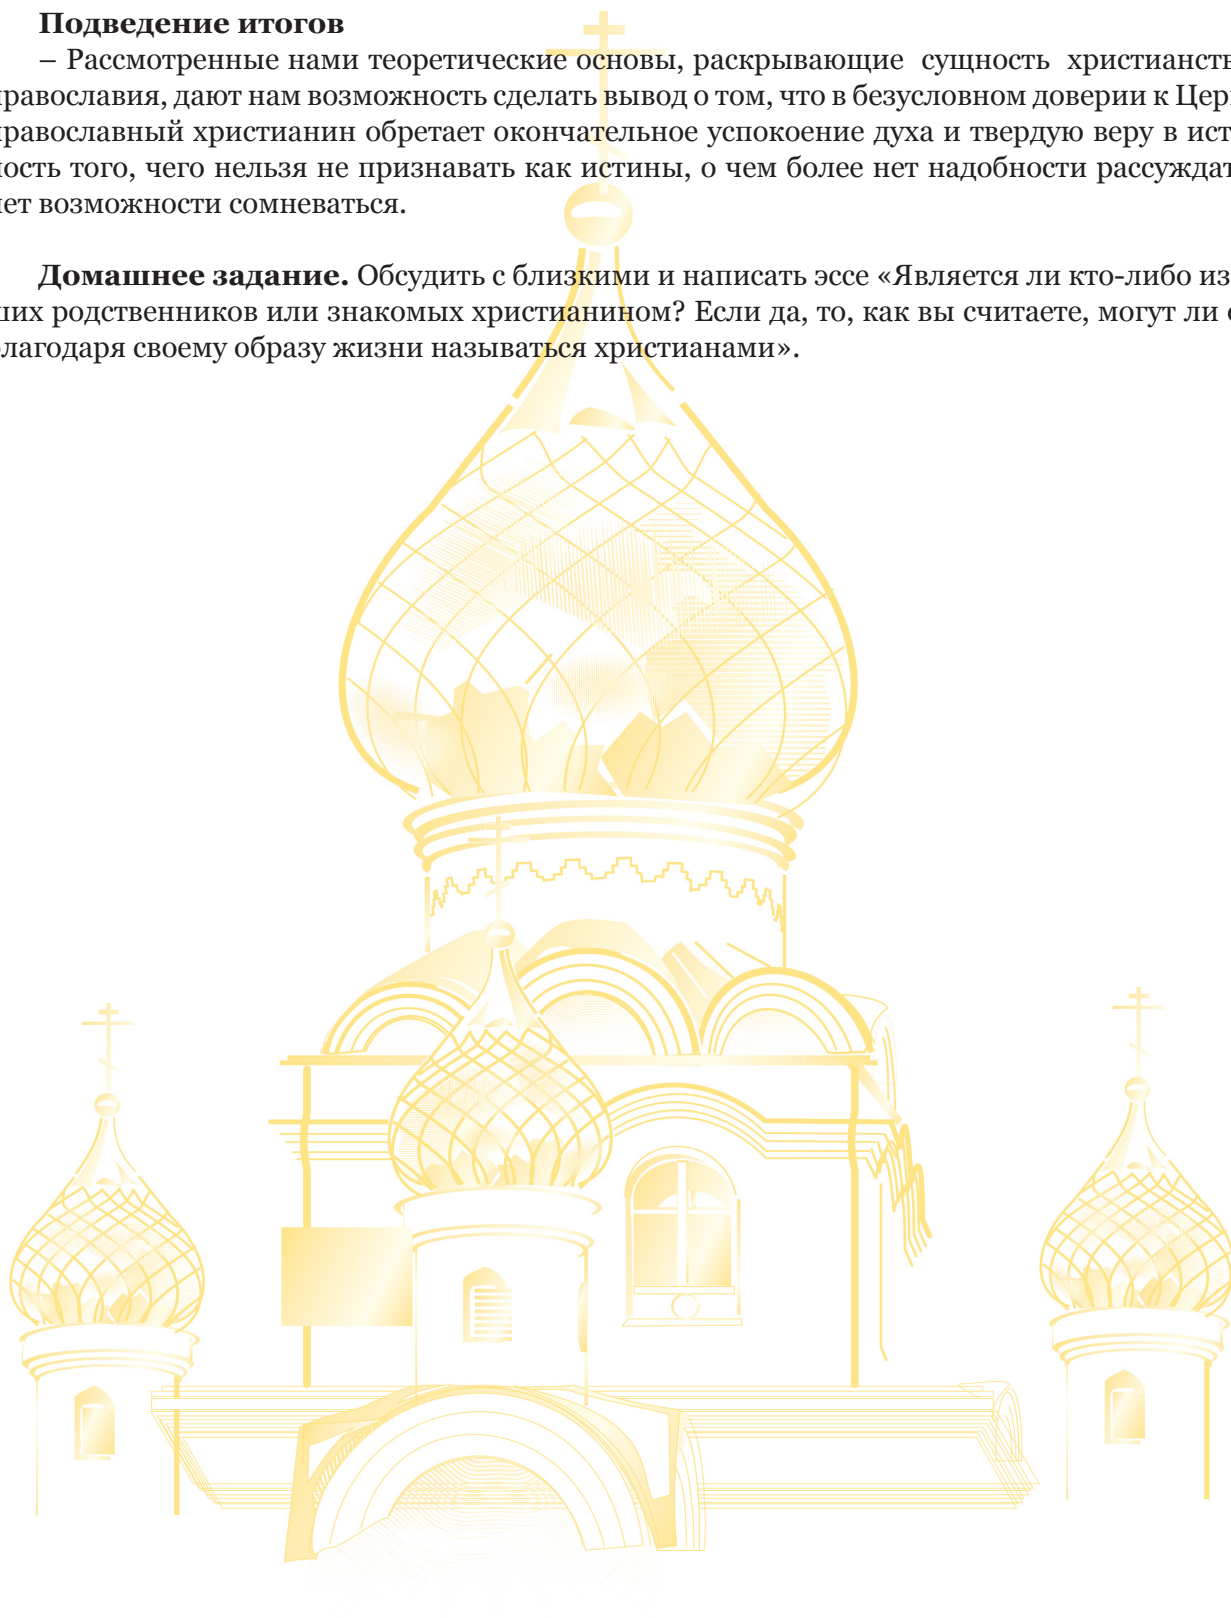 Подведение итогов
– Рассмотренные нами теоретические основы, раскрывающие сущность христианств
равославия, дают нам возможность сделать вывод о том, что в безусловном доверии к Цер
равославный христианин обретает окончательное успокоение духа и твердую веру в ист
ность того, чего нельзя не признавать как истины, о чем более нет надобности рассуждат
нет возможности сомневаться.
Домашнее задание. Обсудить с близкими и написать эссе «Является ли кто-либо из
ших родственников или знакомых христианином? Если да, то, как вы считаете, могут ли
благодаря своему образу жизни называться христианами».